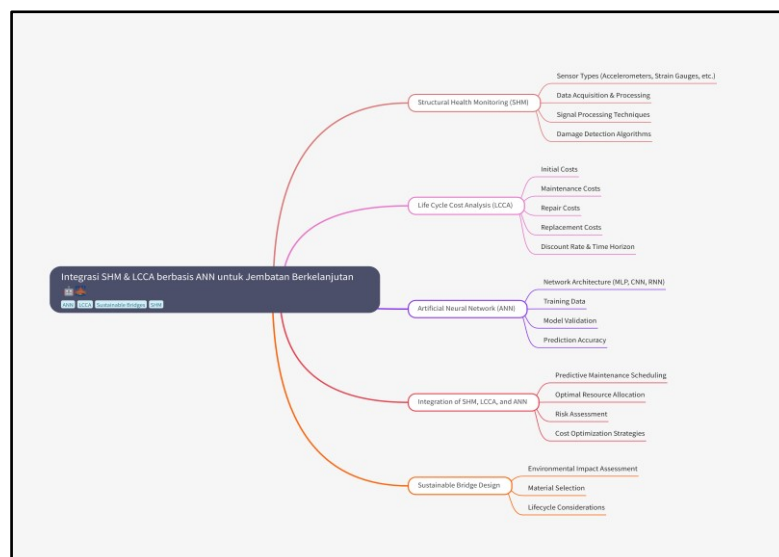 Integrasi SHM & LCCA berbasis ANN untuk Jembatan Berkelanjutan
ANN LCCA Sustainable Bridges SHM
Structural Health Monitoring (SHM)
Sensor Types (Accelerometers, Strain Gauges, etc.)
Data Acquisition & Processing
Signal Processing Techniques
Damage Detection Algorithms
Life Cycle Cost Analysis (LCCA)
Initial Costs
Maintenance Costs
Repair Costs
Replacement Costs
Discount Rate & Time Horizon
Artificial Neural Network (ANN)
Network Architecture (MLP, CNN, RNN)
Training Data
Model Validation
Prediction Accuracy
Integration of SHM, LCCA, and ANN
Predictive Maintenance Scheduling
Optimal Resource Allocation
Risk Assessment
Cost Optimization Strategies
Sustainable Bridge Design
Environmental Impact Assessment
Material Selection
Lifecycle Considerations